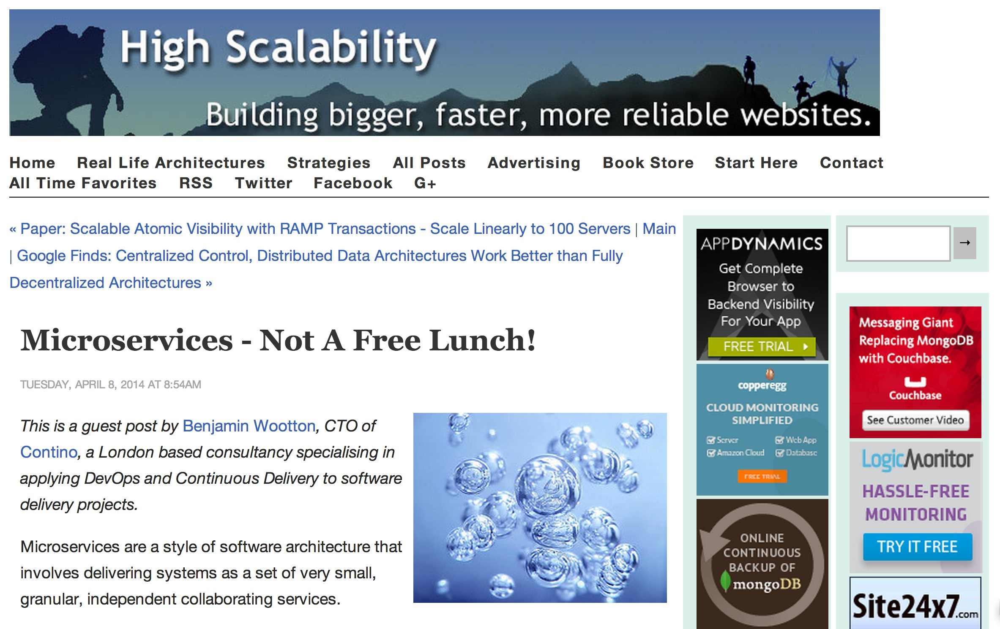 High Scalability
Building bigger, faster, more reliable websites.
Home Real Life Architectures Strategies All Posts Advertising Book Store Start Here Contact
All Time Favorites RSS Twitter Facebook G+
« Paper: Scalable Atomic Visibility with RAMP Transactions - Scale Linearly to 100 Servers | Main
| Google Finds: Centralized Control, Distributed Data Architectures Work Better than Fully
Decentralized Architectures »
Microservices - Not A Free Lunch!
TUESDAY, APRIL 8, 2014 AT 8:54AM
This is a guest post by Benjamin Wootton, CTO of
Contino, a London based consultancy specialising in
applying DevOps and Continuous Delivery to software
delivery projects.
Microservices are a style of software architecture that
involves delivering systems as a set of very small,
granular, independent collaborating services.
APPDYNAMICS
Get Complete
Browser to
Backend Visibility
For Your App
FREE TRIAL
copperegg
CLOUD MONITORING
SIMPLIFIED
Server Web App
Amazon Cloud Database
FREE TRIAL
ONLINE
CONTINUOUS
BACKUP OF
mongoDB
→
Messaging Giant
Replacing MongoDB
with Couchbase.
Couchbase
See Customer Video
LogicMonitor
HASSLE-FREE
MONITORING
TRY IT FREE
Site24x7.com